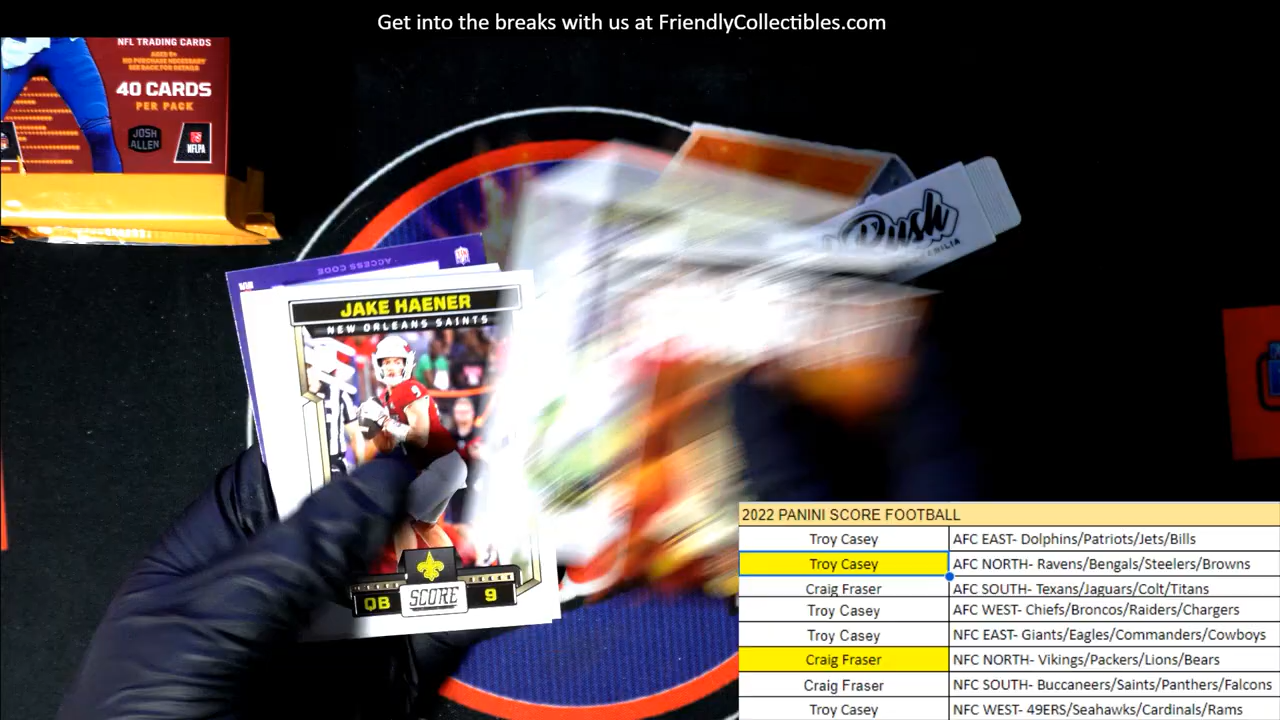 Get into the breaks with us at FriendlyCollectibles.com
NFL TRADING CARDS
40 CARDS
PER PACK
JOSH
ALLEN
NFLPA
Rush
ACCESS CODE
JAKE HAENER
NEW ORLEANS SAINTS
QB SCORE 9
2022 PANINI SCORE FOOTBALL
Troy Casey AFC EAST- Dolphins/Patriots/Jets/Bills
Troy Casey AFC NORTH- Ravens/Bengals/Steelers/Browns
Craig Fraser AFC SOUTH- Texans/Jaguars/Colt/Titans
Troy Casey AFC WEST- Chiefs/Broncos/Raiders/Chargers
Troy Casey NFC EAST- Giants/Eagles/Commanders/Cowboys
Craig Fraser NFC NORTH- Vikings/Packers/Lions/Bears
Craig Fraser NFC SOUTH- Buccaneers/Saints/Panthers/Falcons
Troy Casey NFC WEST- 49ERS/Seahawks/Cardinals/Rams